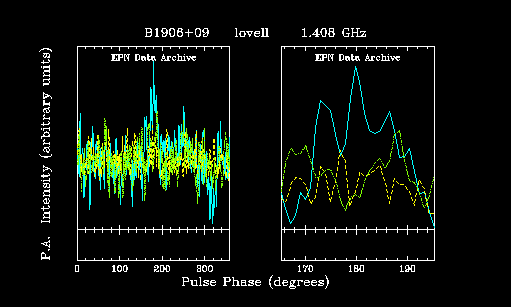 B1906+09 lovell 1.408 GHz
EPN Data Archive EPN Data Archive
P.A. Intensity (arbitrary units)
0 100 200 300 170 180 190
Pulse Phase (degrees)